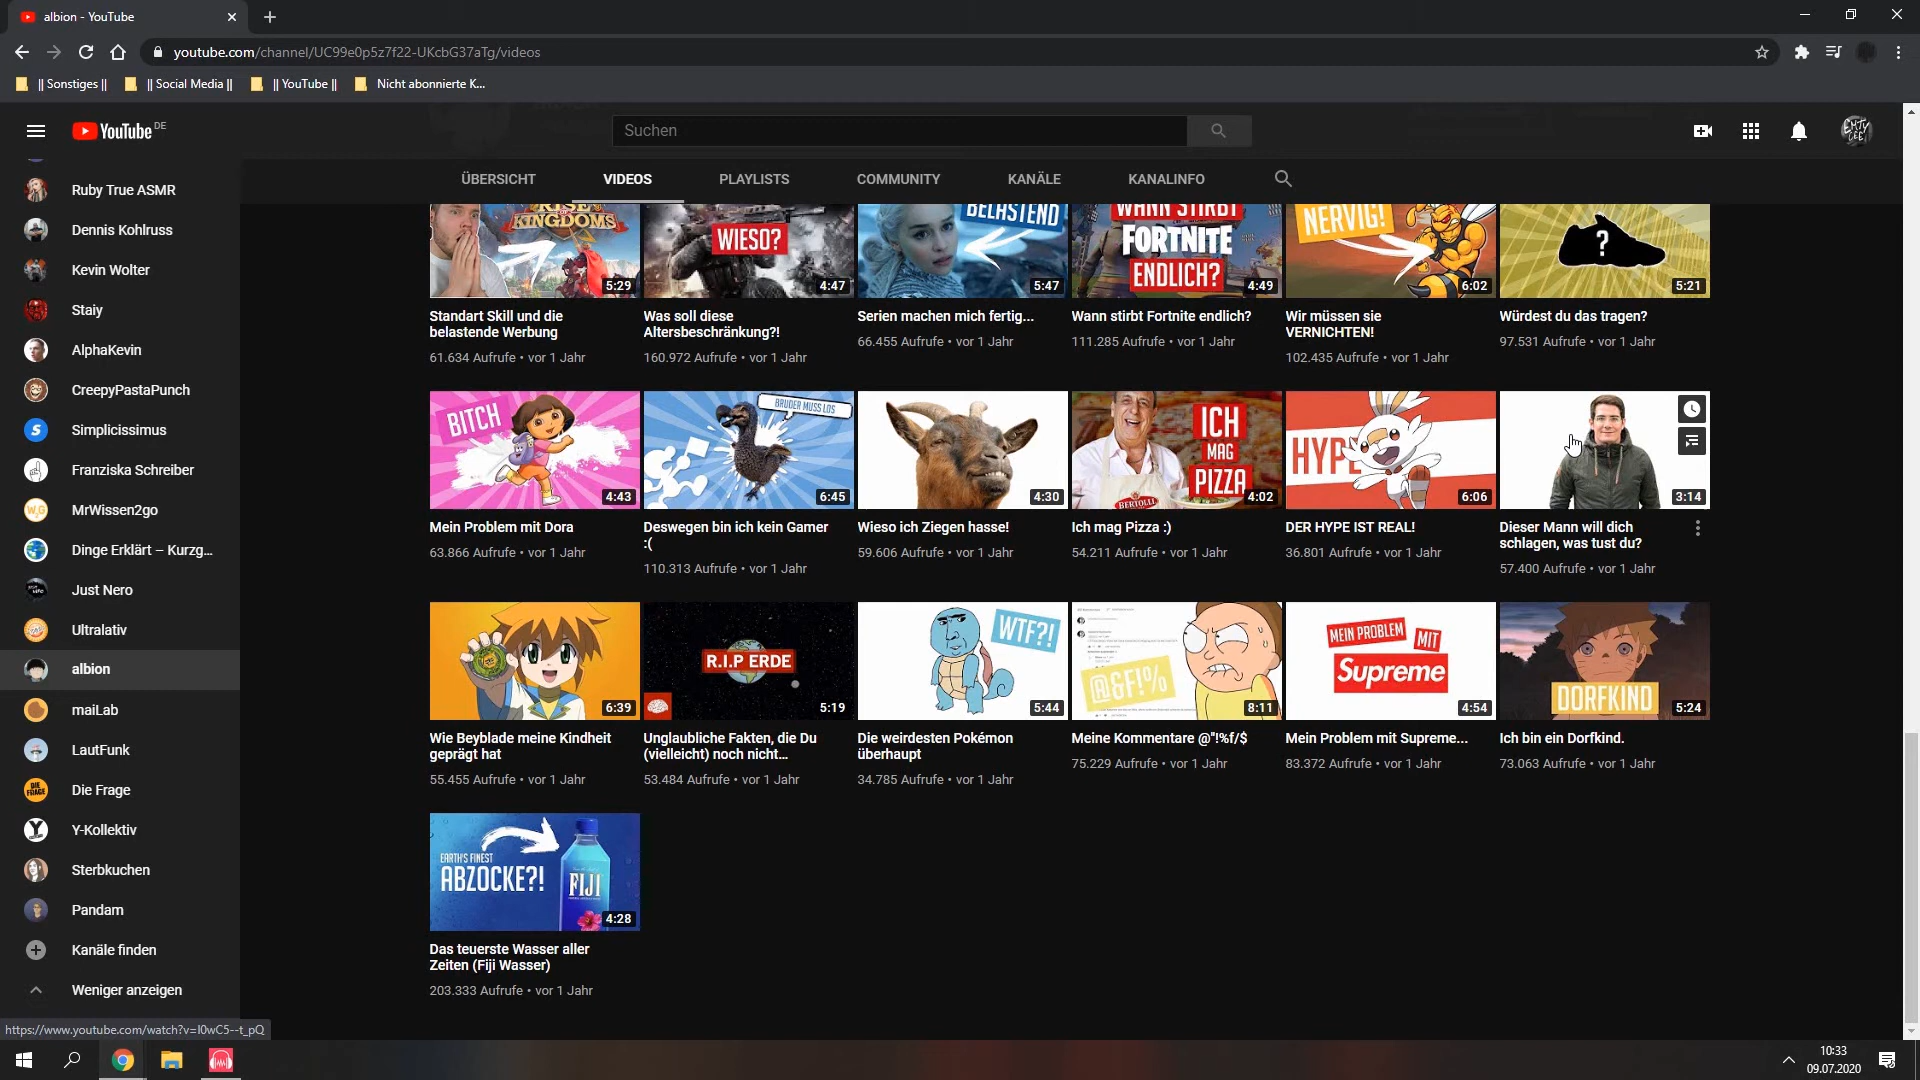 albion - YouTube
youtube.com/channel/UC99e0p5z7f22-UKcbG37aTg/videos
|| Sonstiges ||
|| Social Media ||
|| YouTube ||
Nicht abonnierte K...
YouTube DE
Suchen
ÜBERSICHT
VIDEOS
PLAYLISTS
COMMUNITY
KANÄLE
KANALINFO
Ruby True ASMR
Dennis Kohlruss
Kevin Wolter
Staiy
AlphaKevin
CreepyPastaPunch
Simplicissimus
Franziska Schreiber
MrWissen2go
Dinge Erklärt – Kurzg...
Just Nero
Ultralativ
albion
maiLab
LautFunk
Die Frage
Y-Kollektiv
Sterbkuchen
Pandam
Kanäle finden
Weniger anzeigen
RISE OF
KINGDOMS
5:29
Standart Skill und die
belastende Werbung
61.634 Aufrufe • vor 1 Jahr
WIESO?
4:47
Was soll diese
Altersbeschränkung?!
160.972 Aufrufe • vor 1 Jahr
BELASTEND
5:47
Serien machen mich fertig...
66.455 Aufrufe • vor 1 Jahr
WANN STIRBT
FORTNITE
ENDLICH?
4:49
Wann stirbt Fortnite endlich?
111.285 Aufrufe • vor 1 Jahr
NERVIG!
6:02
Wir müssen sie
VERNICHTEN!
102.435 Aufrufe • vor 1 Jahr
?
5:21
Würdest du das tragen?
97.531 Aufrufe • vor 1 Jahr
BITCH
4:43
Mein Problem mit Dora
63.866 Aufrufe • vor 1 Jahr
BRUDER MUSS LOS
6:45
Deswegen bin ich kein Gamer
:(
110.313 Aufrufe • vor 1 Jahr
4:30
Wieso ich Ziegen hasse!
59.606 Aufrufe • vor 1 Jahr
ICH
MAG
PIZZA
BERTOLLI
4:02
Ich mag Pizza :)
54.211 Aufrufe • vor 1 Jahr
HYPE
6:06
DER HYPE IST REAL!
36.801 Aufrufe • vor 1 Jahr
3:14
Dieser Mann will dich
schlagen, was tust du?
57.400 Aufrufe • vor 1 Jahr
6:39
Wie Beyblade meine Kindheit
geprägt hat
55.455 Aufrufe • vor 1 Jahr
R.I.P ERDE
5:19
Unglaubliche Fakten, die Du
(vielleicht) noch nicht...
53.484 Aufrufe • vor 1 Jahr
WTF?!
5:44
Die weirdesten Pokémon
überhaupt
34.785 Aufrufe • vor 1 Jahr
@&F!%
8:11
Meine Kommentare @"!%f/$
75.229 Aufrufe • vor 1 Jahr
MEIN PROBLEM
MIT
Supreme
4:54
Mein Problem mit Supreme...
83.372 Aufrufe • vor 1 Jahr
DORFKIND
5:24
Ich bin ein Dorfkind.
73.063 Aufrufe • vor 1 Jahr
EARTH'S FINEST
ABZOCKE?!
FIJI
4:28
Das teuerste Wasser aller
Zeiten (Fiji Wasser)
203.333 Aufrufe • vor 1 Jahr
https://www.youtube.com/watch?v=I0wC5--t_pQ
10:33
09.07.2020